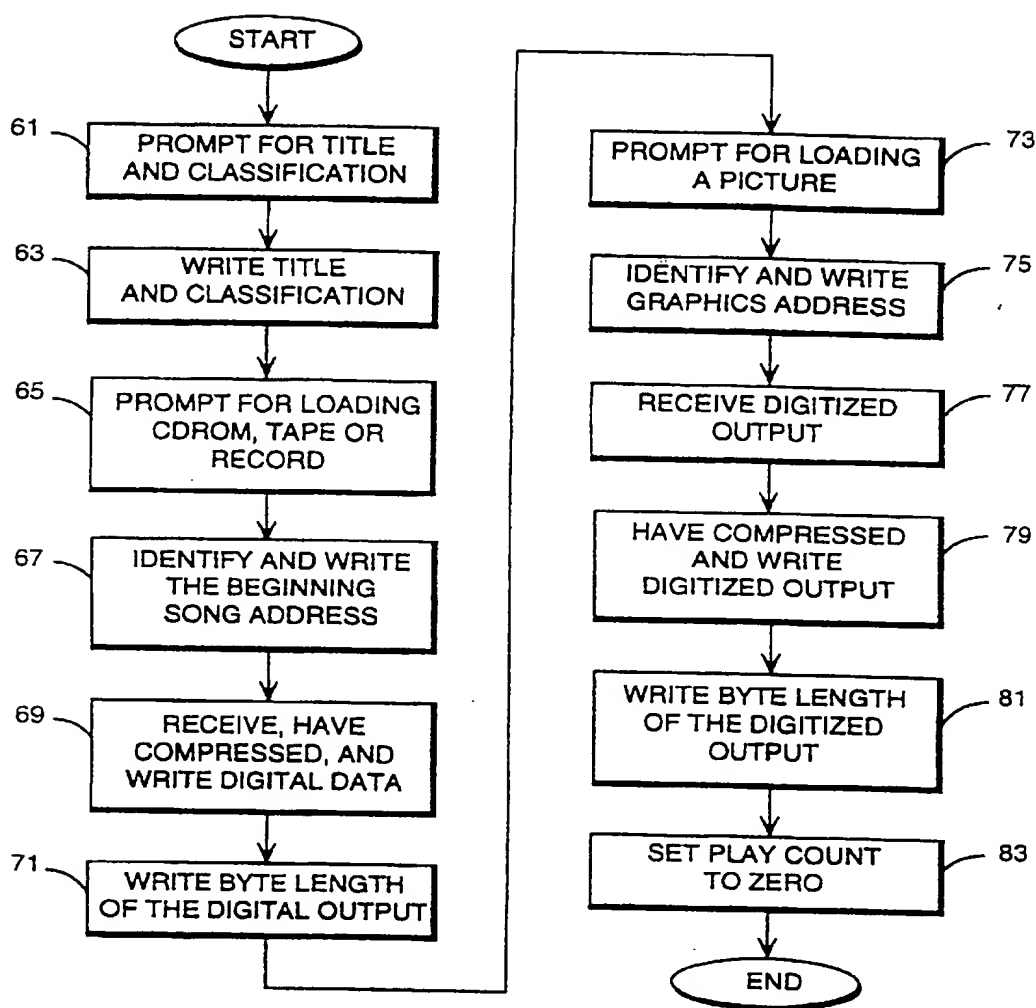 START
61
PROMPT FOR TITLE
AND CLASSIFICATION
63
WRITE TITLE
AND CLASSIFICATION
65
PROMPT FOR LOADING
CDROM, TAPE OR
RECORD
67
IDENTIFY AND WRITE
THE BEGINNING
SONG ADDRESS
69
RECEIVE, HAVE
COMPRESSED, AND
WRITE DIGITAL DATA
71
WRITE BYTE LENGTH
OF THE DIGITAL OUTPUT
73
PROMPT FOR LOADING
A PICTURE
75
IDENTIFY AND WRITE
GRAPHICS ADDRESS
77
RECEIVE DIGITIZED
OUTPUT
79
HAVE COMPRESSED
AND WRITE
DIGITIZED OUTPUT
81
WRITE BYTE LENGTH
OF THE DIGITIZED
OUTPUT
83
SET PLAY COUNT
TO ZERO
END